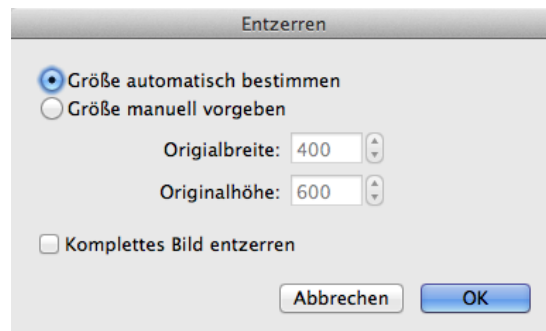 Entzerren
Größe automatisch bestimmen
Größe manuell vorgeben
Origialbreite: 400
Originalhöhe: 600
Komplettes Bild entzerren
Abbrechen OK